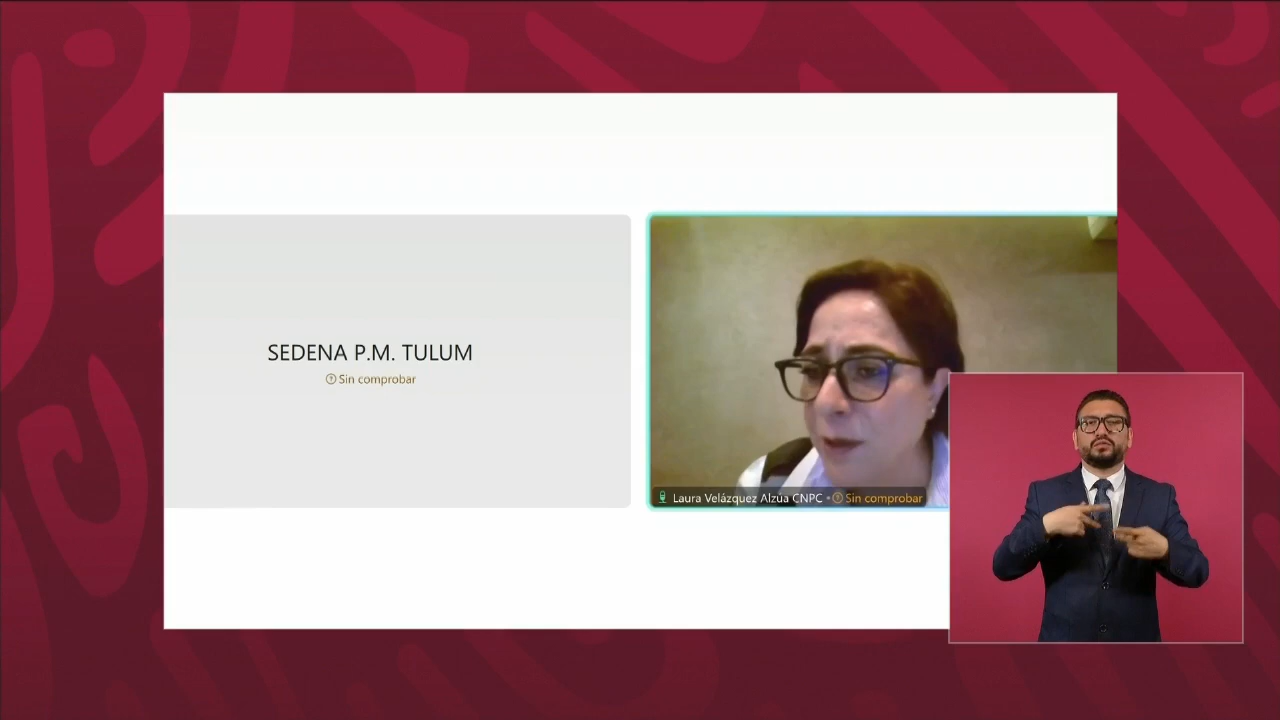 SEDENA P.M. TULUM
Sin comprobar
Laura Velázquez Alzúa CNPC • Sin comprobar